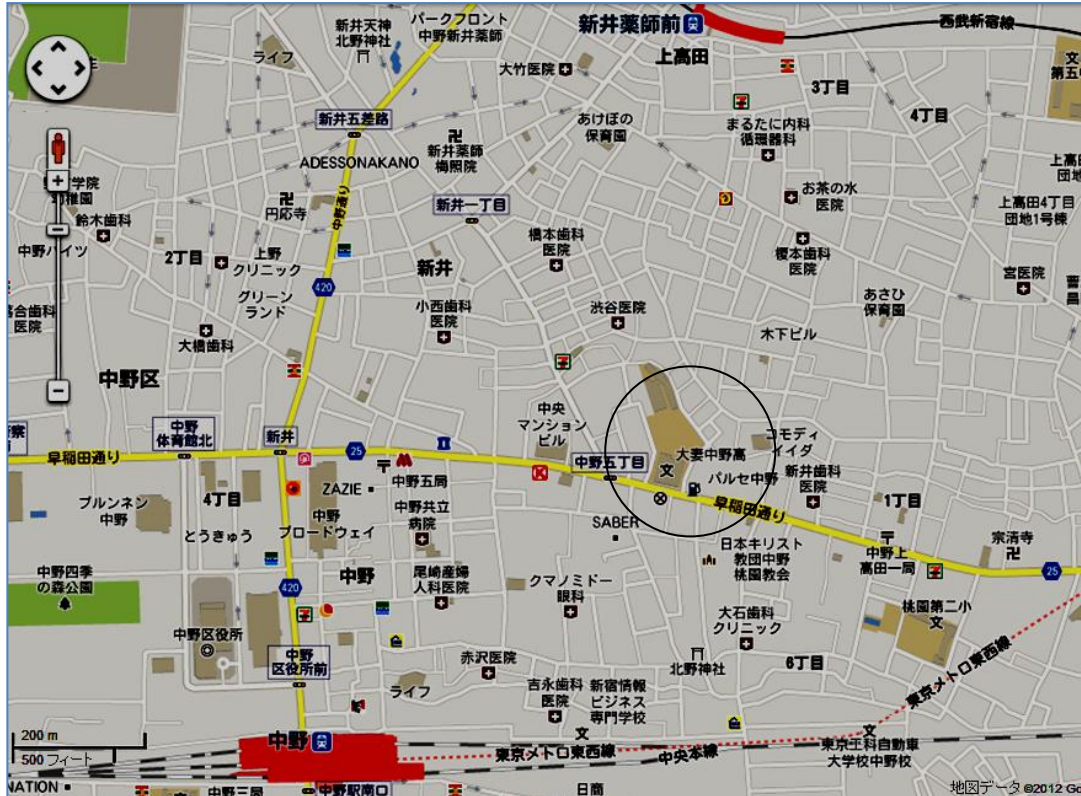 新井天神
北野神社
パークフロント
中野新井薬師
新井薬師前
西武新宿線
上高田
ライフ
大竹医院
3丁目
文
4丁目
新井五差路
あけぼの
保育園
まるたに内科
循環器科
ADESSONAKANO
新井薬師
梅照院
お茶の水
医院
上高田4丁目
団地1号棟
鈴木歯科
円応寺
中野通り
新井一丁目
中野ハイツ
2丁目
上野
クリニック
新井
橋本歯科
医院
榎本歯科
医院
宮医院
420
グリーン
ランド
小西歯科
医院
渋谷医院
あさひ
保育園
医院
大橋歯科
木下ビル
中野区
中央
マンション
ビル
中野
体育館北
新井
25
大妻中野高
文
コモディ
イイダ
早稲田通り
中野五丁目
パルセ中野
新井歯科
医院
4丁目
ZAZIE
中野五局
1丁目
プルンネン
中野
中野
ブロードウェイ
中野共立
病院
早稲田通り
SABER
とうきゅう
日本キリスト
教団中野
桃園教会
中野上
高田一局
宗清寺
25
中野四季
の森公園
420
中野
尾崎産婦
人科医院
クマノミドー
眼科
桃園第二小
文
中野区役所
大石歯科
クリニック
中野
区役所前
赤沢医院
北野神社
6丁目
東京メトロ東西線
ライフ
吉永歯科
医院
新宿情報
ビジネス
専門学校
文
200 m
500 フィート
中野
東京メトロ東西線
中央本線
文
東京工科自動車
大学校中野校
NATION
中野三局
中野駅南口
日商
地図データ ©2012 Go